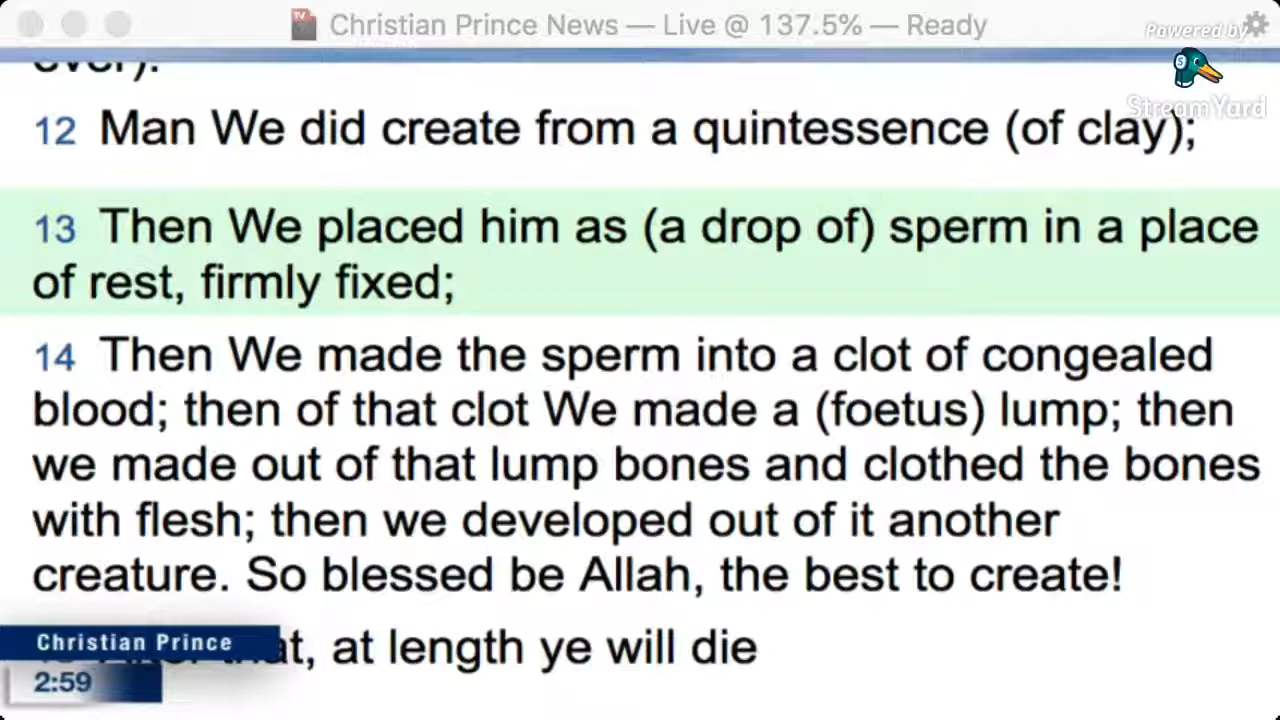 Christian Prince News — Live @ 137.5% — Ready
Powered by
StreamYard
ever).
12 Man We did create from a quintessence (of clay);
13 Then We placed him as (a drop of) sperm in a place
of rest, firmly fixed;
14 Then We made the sperm into a clot of congealed
blood; then of that clot We made a (foetus) lump; then
we made out of that lump bones and clothed the bones
with flesh; then we developed out of it another
creature. So blessed be Allah, the best to create!
that, at length ye will die
Christian Prince
2:59